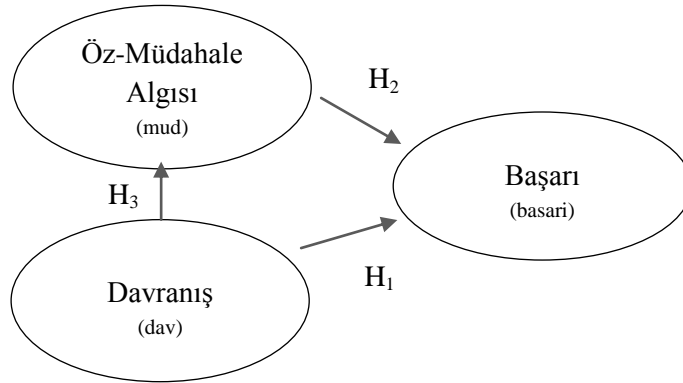 Öz-Müdahale
Algısı
(mud)
H₂
Başarı
(basari)
H₃
H₁
Davranış
(dav)